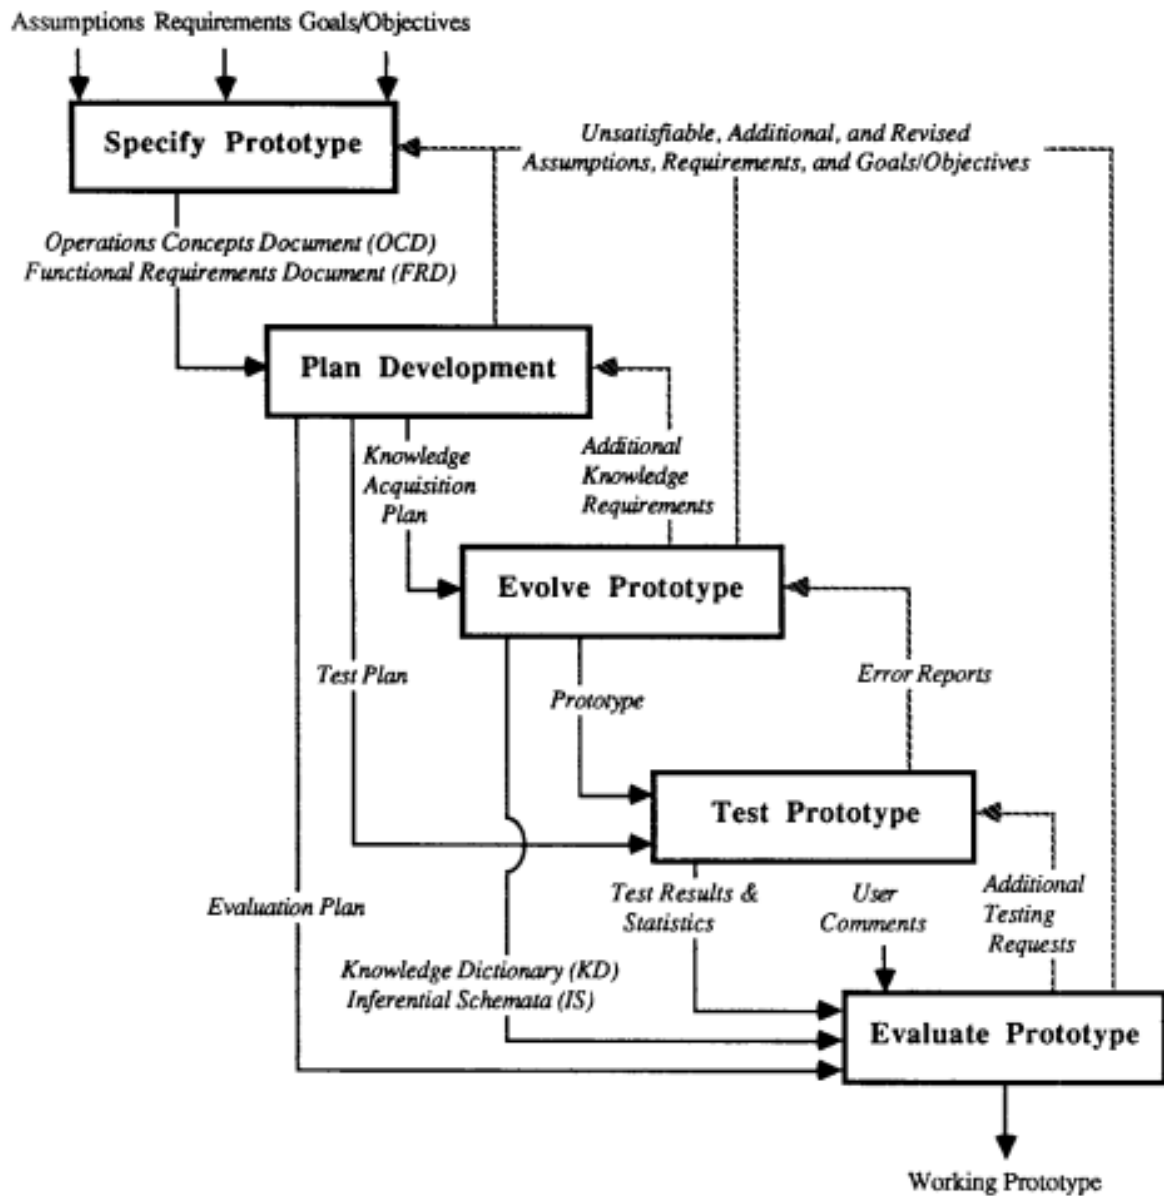 Assumptions Requirements Goals/Objectives
Specify Prototype
Unsatisfiable, Additional, and Revised
Assumptions, Requirements, and Goals/Objectives
Operations Concepts Document (OCD)
Functional Requirements Document (FRD)
Plan Development
Knowledge
Acquisition
Plan
Additional
Knowledge
Requirements
Evolve Prototype
Test Plan
Prototype
Error Reports
Test Prototype
Evaluation Plan
Test Results &
Statistics
User
Comments
Additional
Testing
Requests
Knowledge Dictionary (KD)
Inferential Schemata (IS)
Evaluate Prototype
Working Prototype